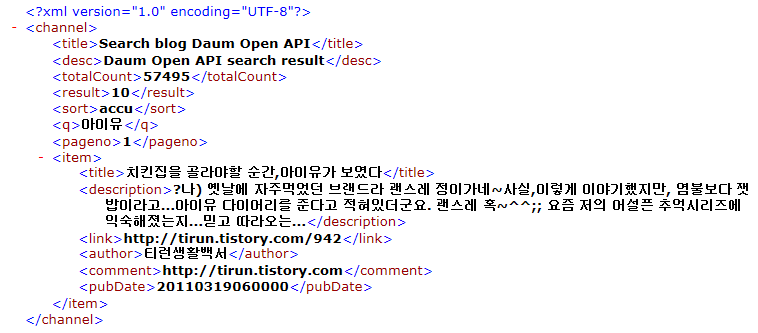 <?xml version="1.0" encoding="UTF-8"?>
- <channel>
<title>Search blog Daum Open API</title>
<desc>Daum Open API search result</desc>
<totalCount>57495</totalCount>
<result>10</result>
<sort>accu</sort>
<q>아이유</q>
<pageno>1</pageno>
- <item>
<title>치킨집을 골라야할 순간,아이유가 보였다</title>
<description>?나) 옛날에 자주먹었던 브랜드라 괜스레 정이가네~사실,이렇게 이야기했지만, 염불보다 잿
밥이라고...아이유 다이어리를 준다고 적혀있더군요. 괜스레 혹~^^;; 요즘 저의 어설픈 추억시리즈에
익숙해졌는지...믿고 따라오는...</description>
<link>http://tirun.tistory.com/942</link>
<author>티런생활백서</author>
<comment>http://tirun.tistory.com</comment>
<pubDate>20110319060000</pubDate>
</item>
</channel>